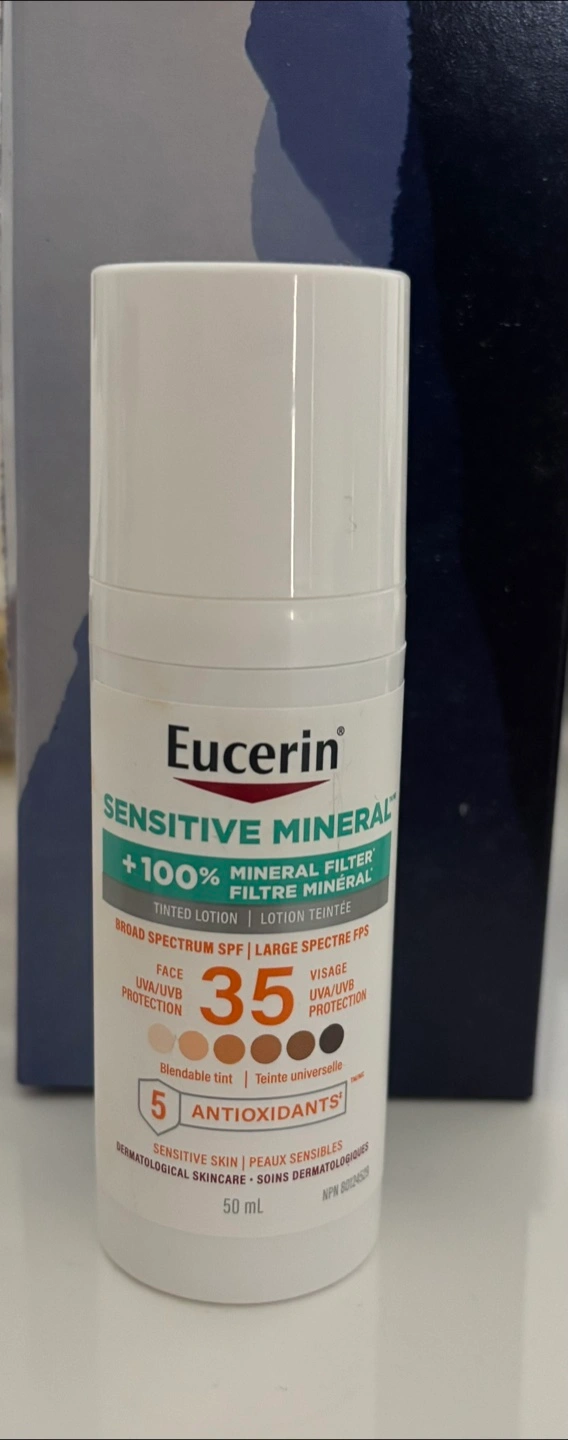 Eucerin®
SENSITIVE MINERAL™
+100% MINERAL FILTER*
FILTRE MINÉRAL*
TINTED LOTION | LOTION TEINTÉE
BROAD SPECTRUM SPF | LARGE SPECTRE FPS
FACE
UVA/UVB
PROTECTION
35
VISAGE
UVA/UVB
PROTECTION
Blendable tint | Teinte universelle
5 ANTIOXIDANTS‡
SENSITIVE SKIN | PEAUX SENSIBLES
DERMATOLOGICAL SKINCARE • SOINS DERMATOLOGIQUES
NPN
50 mL